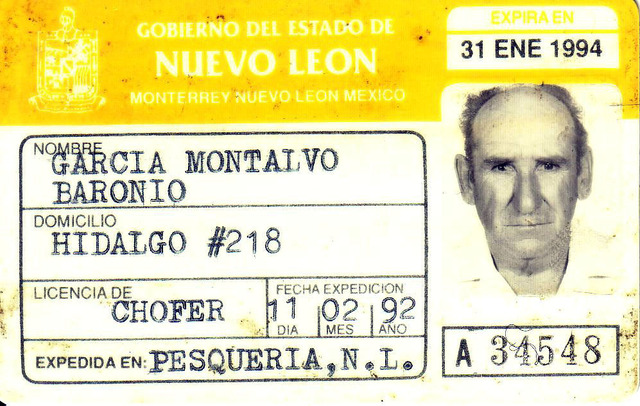 GOBIERNO DEL ESTADO DE
NUEVO LEON
MONTERREY NUEVO LEON MEXICO
EXPIRA EN
31 ENE 1994
NOMBRE
GARCIA MONTALVO
BARONIO
DOMICILIO
HIDALGO #218
LICENCIA DE
CHOFER
FECHA EXPEDICION
11 02 92
DIA MES AÑO
EXPEDIDA EN: PESQUERIA, N.L.
A 34548